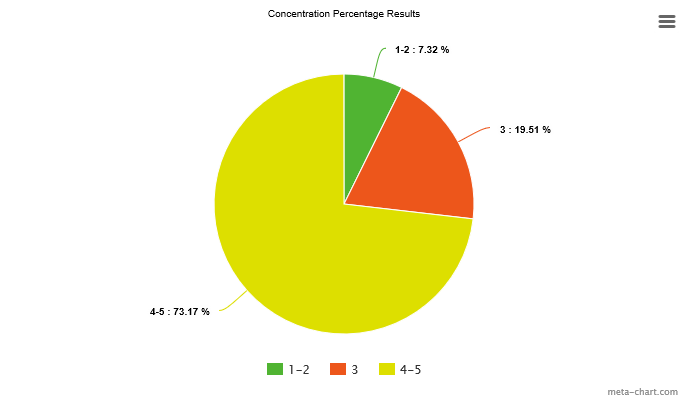 Concentration Percentage Results
1-2 : 7.32 %
3 : 19.51 %
4-5 : 73.17 %
1-2 3 4-5
meta-chart.com